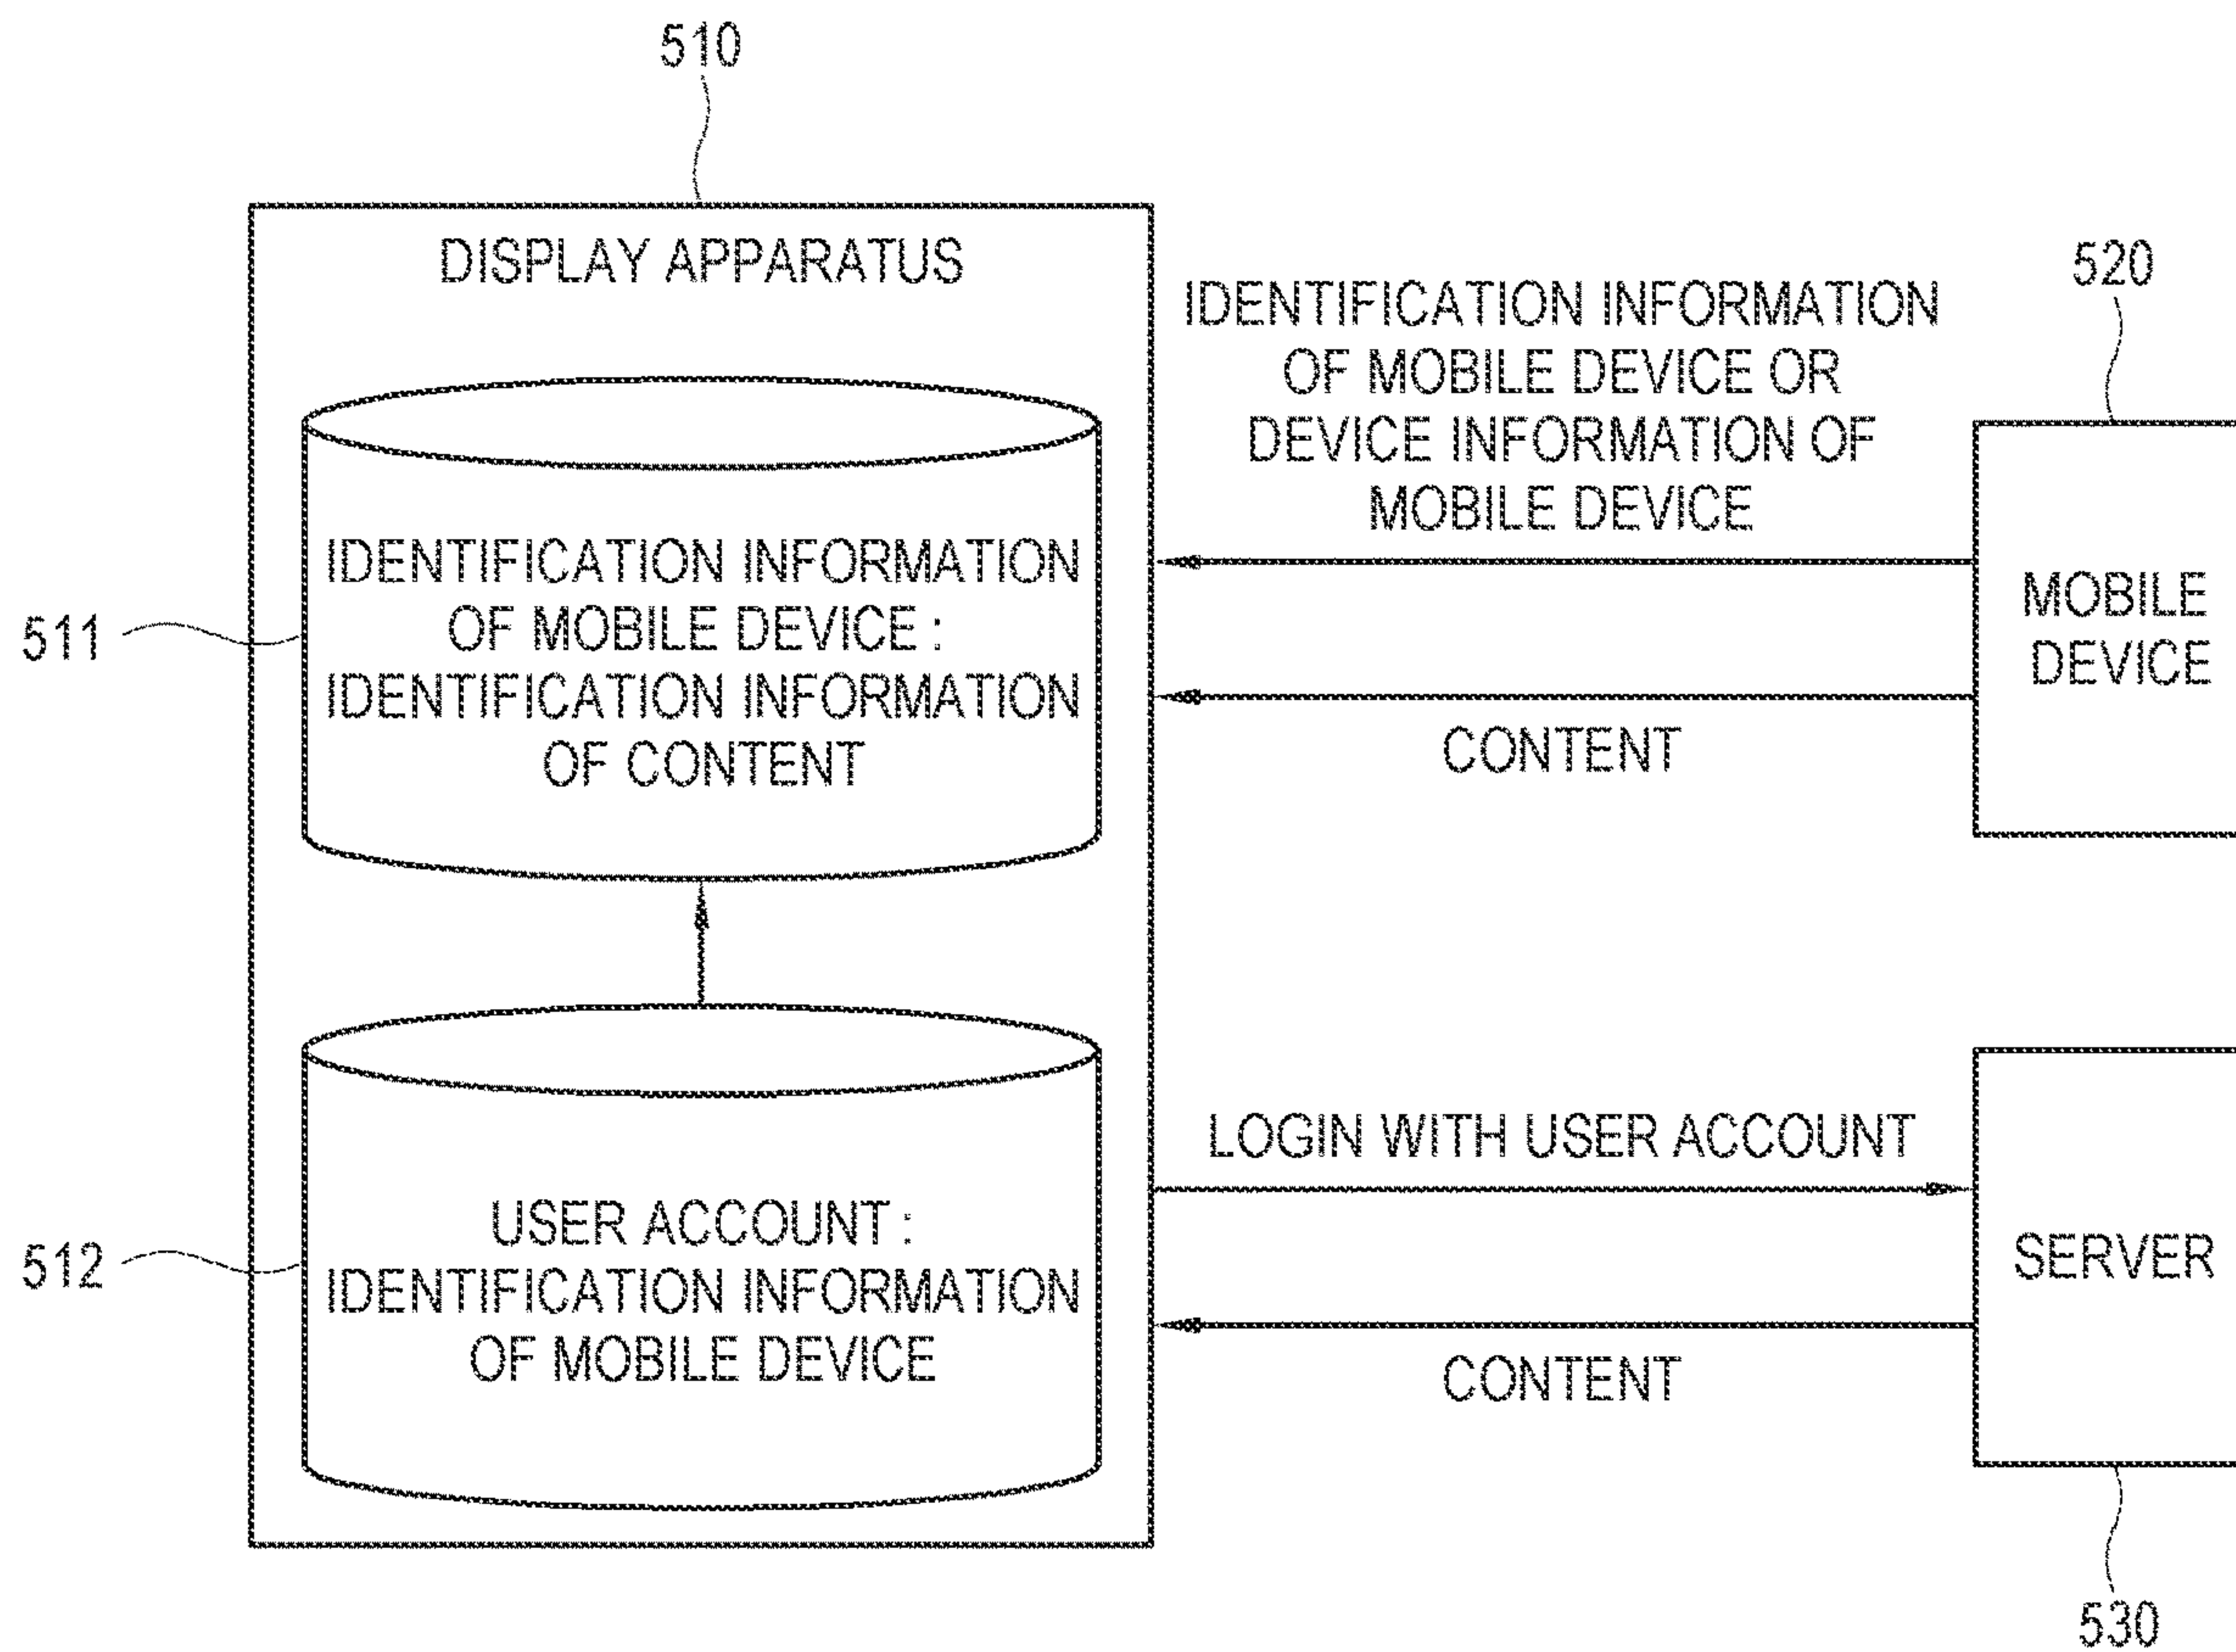 510
DISPLAY APPARATUS
520
IDENTIFICATION INFORMATION
OF MOBILE DEVICE OR
DEVICE INFORMATION OF
MOBILE DEVICE
511
IDENTIFICATION INFORMATION
OF MOBILE DEVICE :
IDENTIFICATION INFORMATION
OF CONTENT
MOBILE
DEVICE
CONTENT
LOGIN WITH USER ACCOUNT
512
USER ACCOUNT :
IDENTIFICATION INFORMATION
OF MOBILE DEVICE
SERVER
CONTENT
530